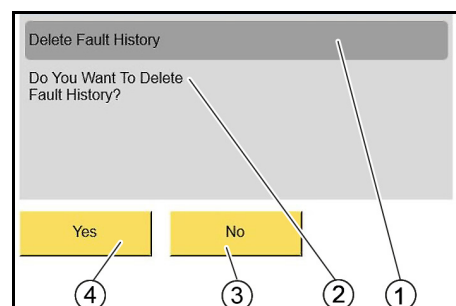 Delete Fault History
Do You Want To Delete
Fault History?
Yes
No
4
3
2
1